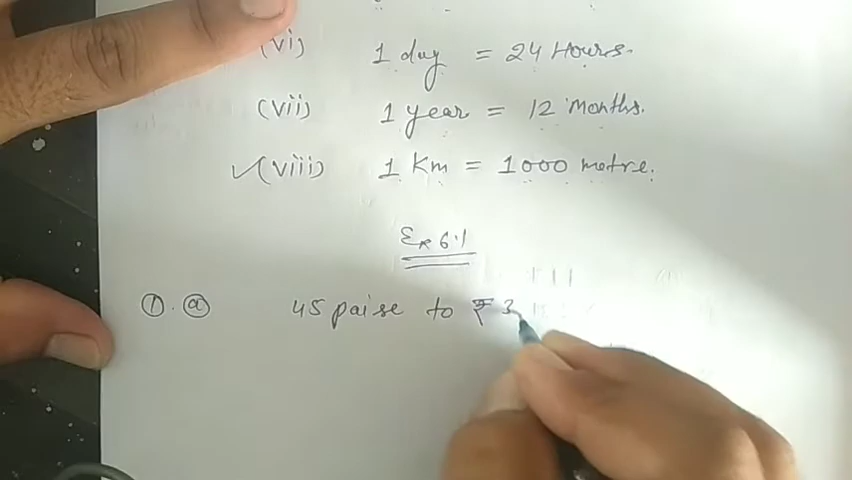 (vi) 1 day = 24 Hours.
(vii) 1 year = 12 Months.
(viii) 1 Km = 1000 metre.
Ex 6.1
1. a 45 paise to ₹ 3